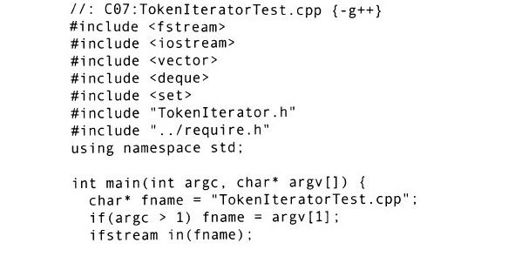 //: C07:TokenIteratorTest.cpp {-g++}
#include <fstream>
#include <iostream>
#include <vector>
#include <deque>
#include <set>
#include "TokenIterator.h"
#include "../require.h"
using namespace std;
int main(int argc, char* argv[]) {
char* fname = "TokenIteratorTest.cpp";
if(argc > 1) fname = argv[1];
ifstream in(fname);